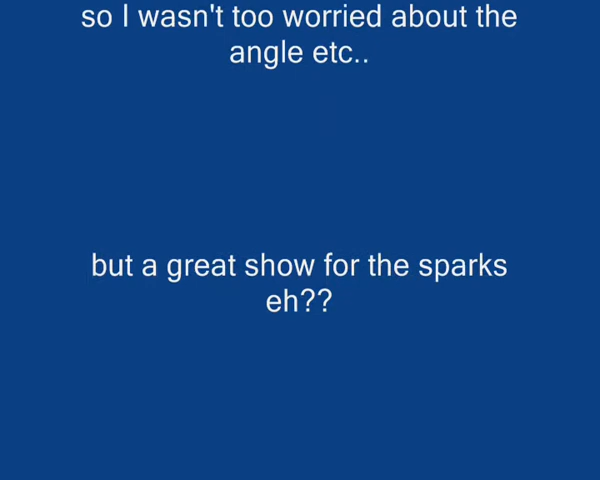 so I wasn't too worried about the
angle etc..
but a great show for the sparks
eh??